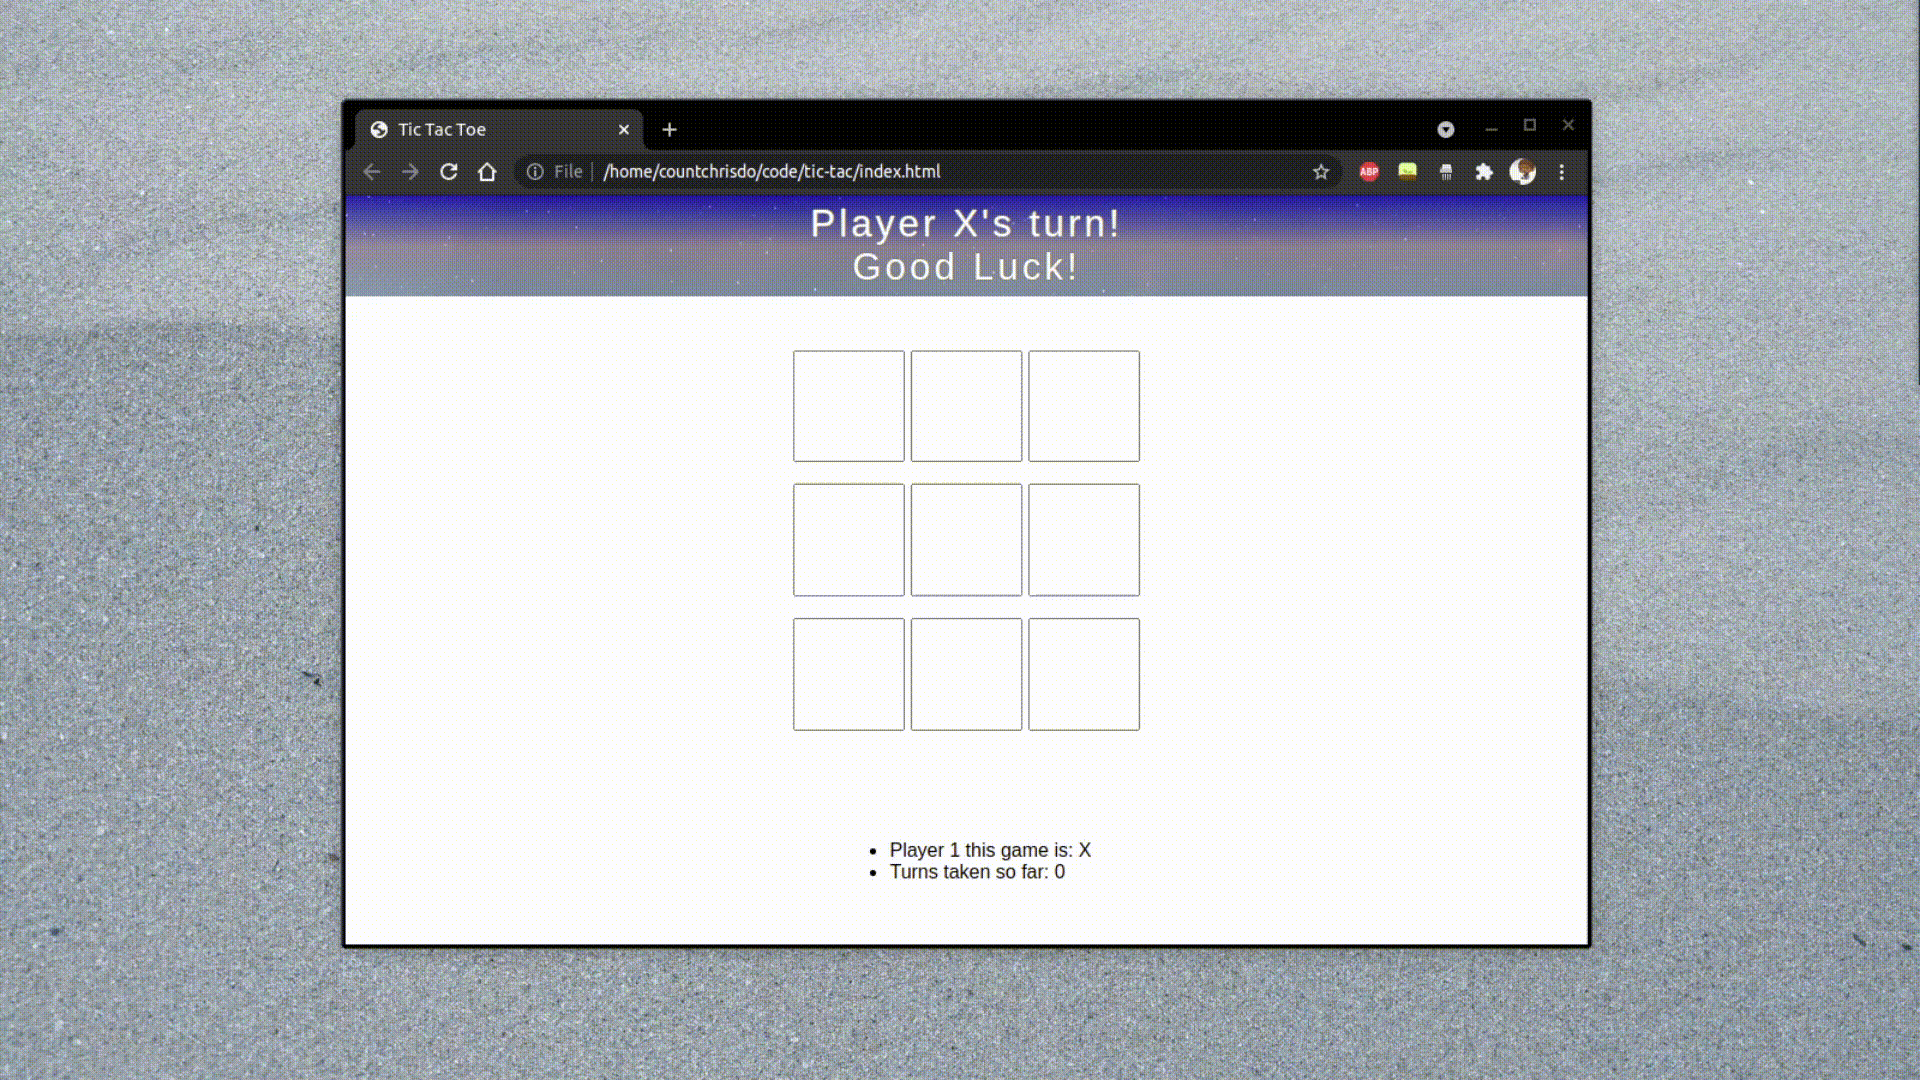 Tic Tac Toe
File | /home/countchrisdo/code/tic-tac/index.html
ABP
Player X's turn!
Good Luck!
Player 1 this game is: X
Turns taken so far: 0